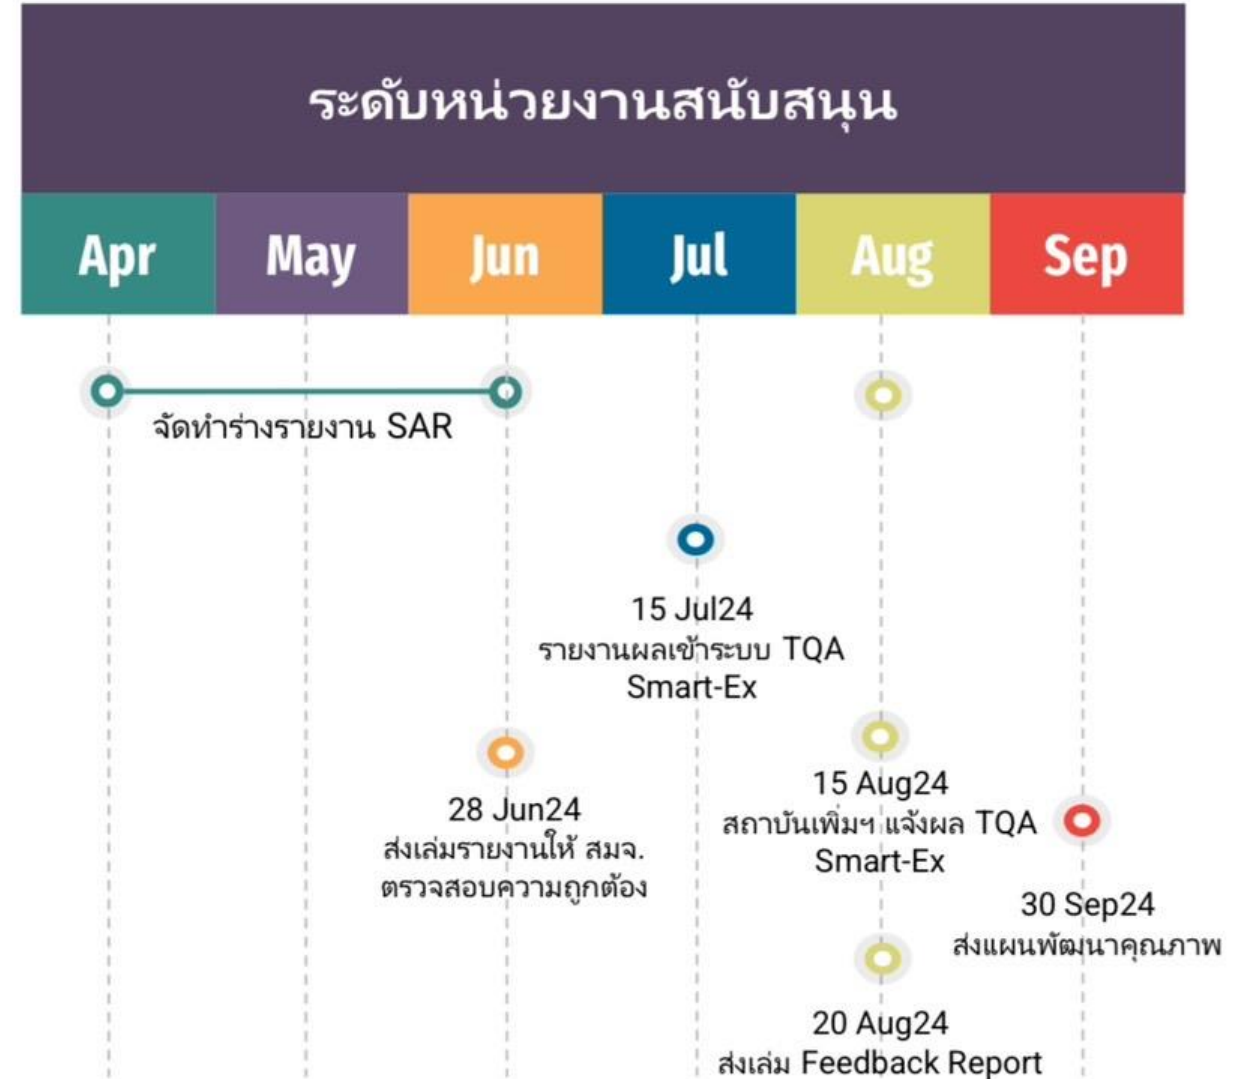 ระดับหน่วยงานสนับสนุน
Apr May Jun Jul Aug Sep
จัดทำร่างรายงาน SAR
15 Jul24
รายงานผลเข้าระบบ TQA
Smart-Ex
28 Jun24
ส่งเล่มรายงานให้ สมจ.
ตรวจสอบความถูกต้อง
15 Aug24
สถาบันเพิ่มฯ แจ้งผล TQA
Smart-Ex
30 Sep24
ส่งแผนพัฒนาคุณภาพ
20 Aug24
ส่งเล่ม Feedback Report